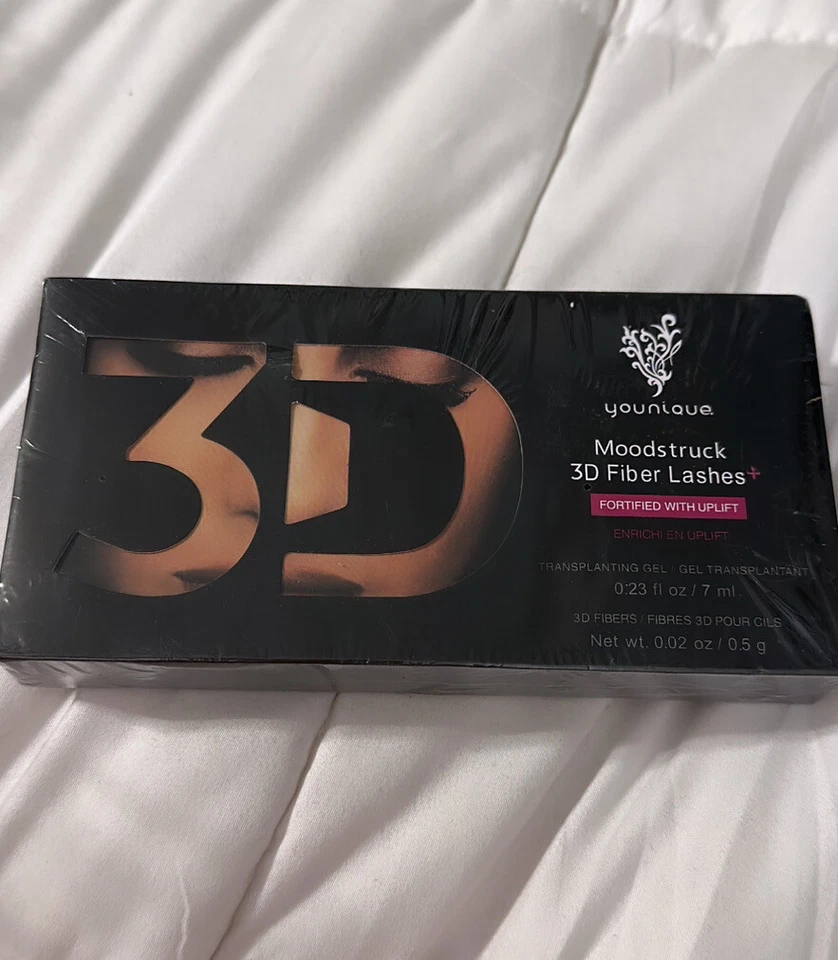 3D
younique
Moodstruck
3D Fiber Lashes+
FORTIFIED WITH UPLIFT
ENRICHI EN UPLIFT
TRANSPLANTING GEL / GEL TRANSPLANTANT
0.23 fl oz / 7 ml
3D FIBERS / FIBRES 3D POUR CILS
Net wt. 0.02 oz / 0.5 g